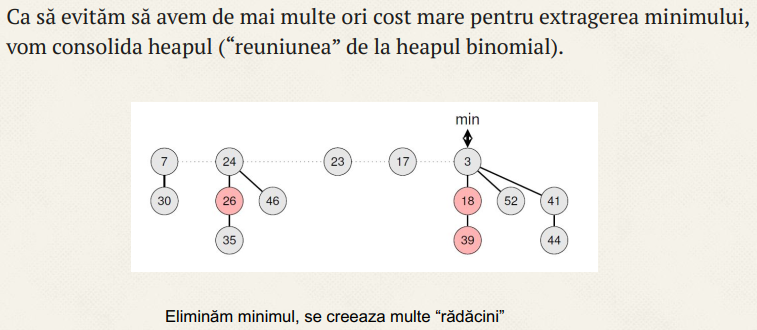 Ca să evităm să avem de mai multe ori cost mare pentru extragerea minimului,
vom consolida heapul (“reuniunea” de la heapul binomial).
min
7 24 23 17 3
30 26 46 18 52 41
35 39 44
Eliminăm minimul, se creeaza multe “rădăcini”